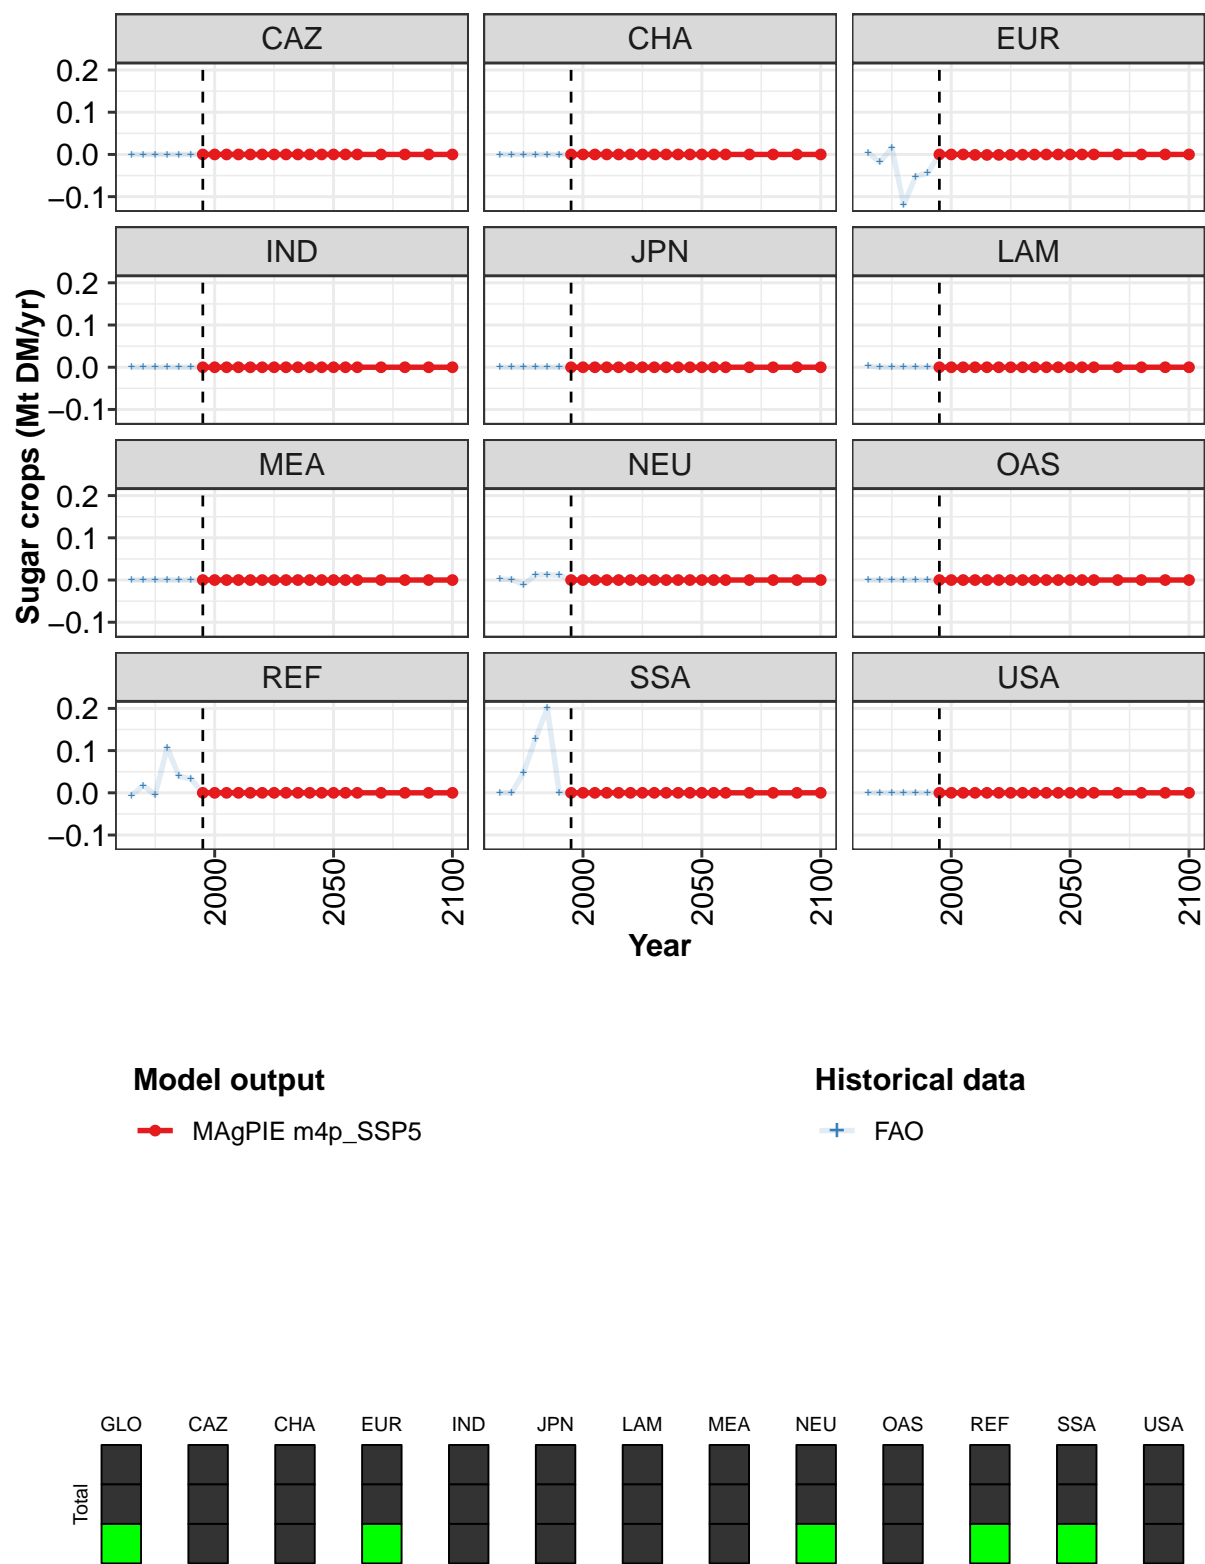 CAZ CHA EUR
0.2
0.1
0.0
−0.1
IND JPN LAM
0.2
0.1
0.0
−0.1
MEA NEU OAS
0.2
0.1
0.0
−0.1
REF SSA USA
0.2
0.1
0.0
−0.1
Sugar crops (Mt DM/yr)
2000 2050 2100 2000 2050 2100 2000 2050 2100
Year
Model output Historical data
MAgPIE m4p_SSP5 FAO
GLO CAZ CHA EUR IND JPN LAM MEA NEU OAS REF SSA USA
Total